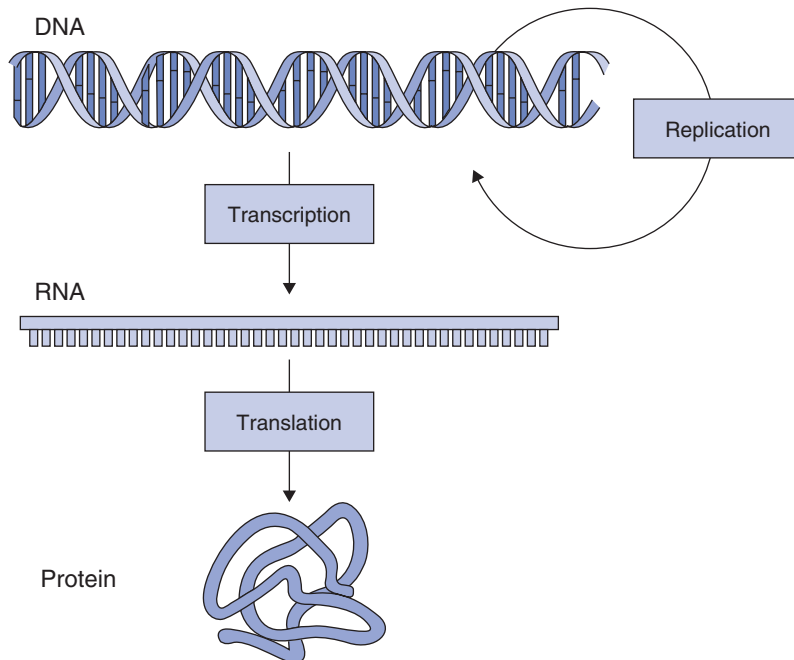 DNA
Replication
Transcription
RNA
Translation
Protein